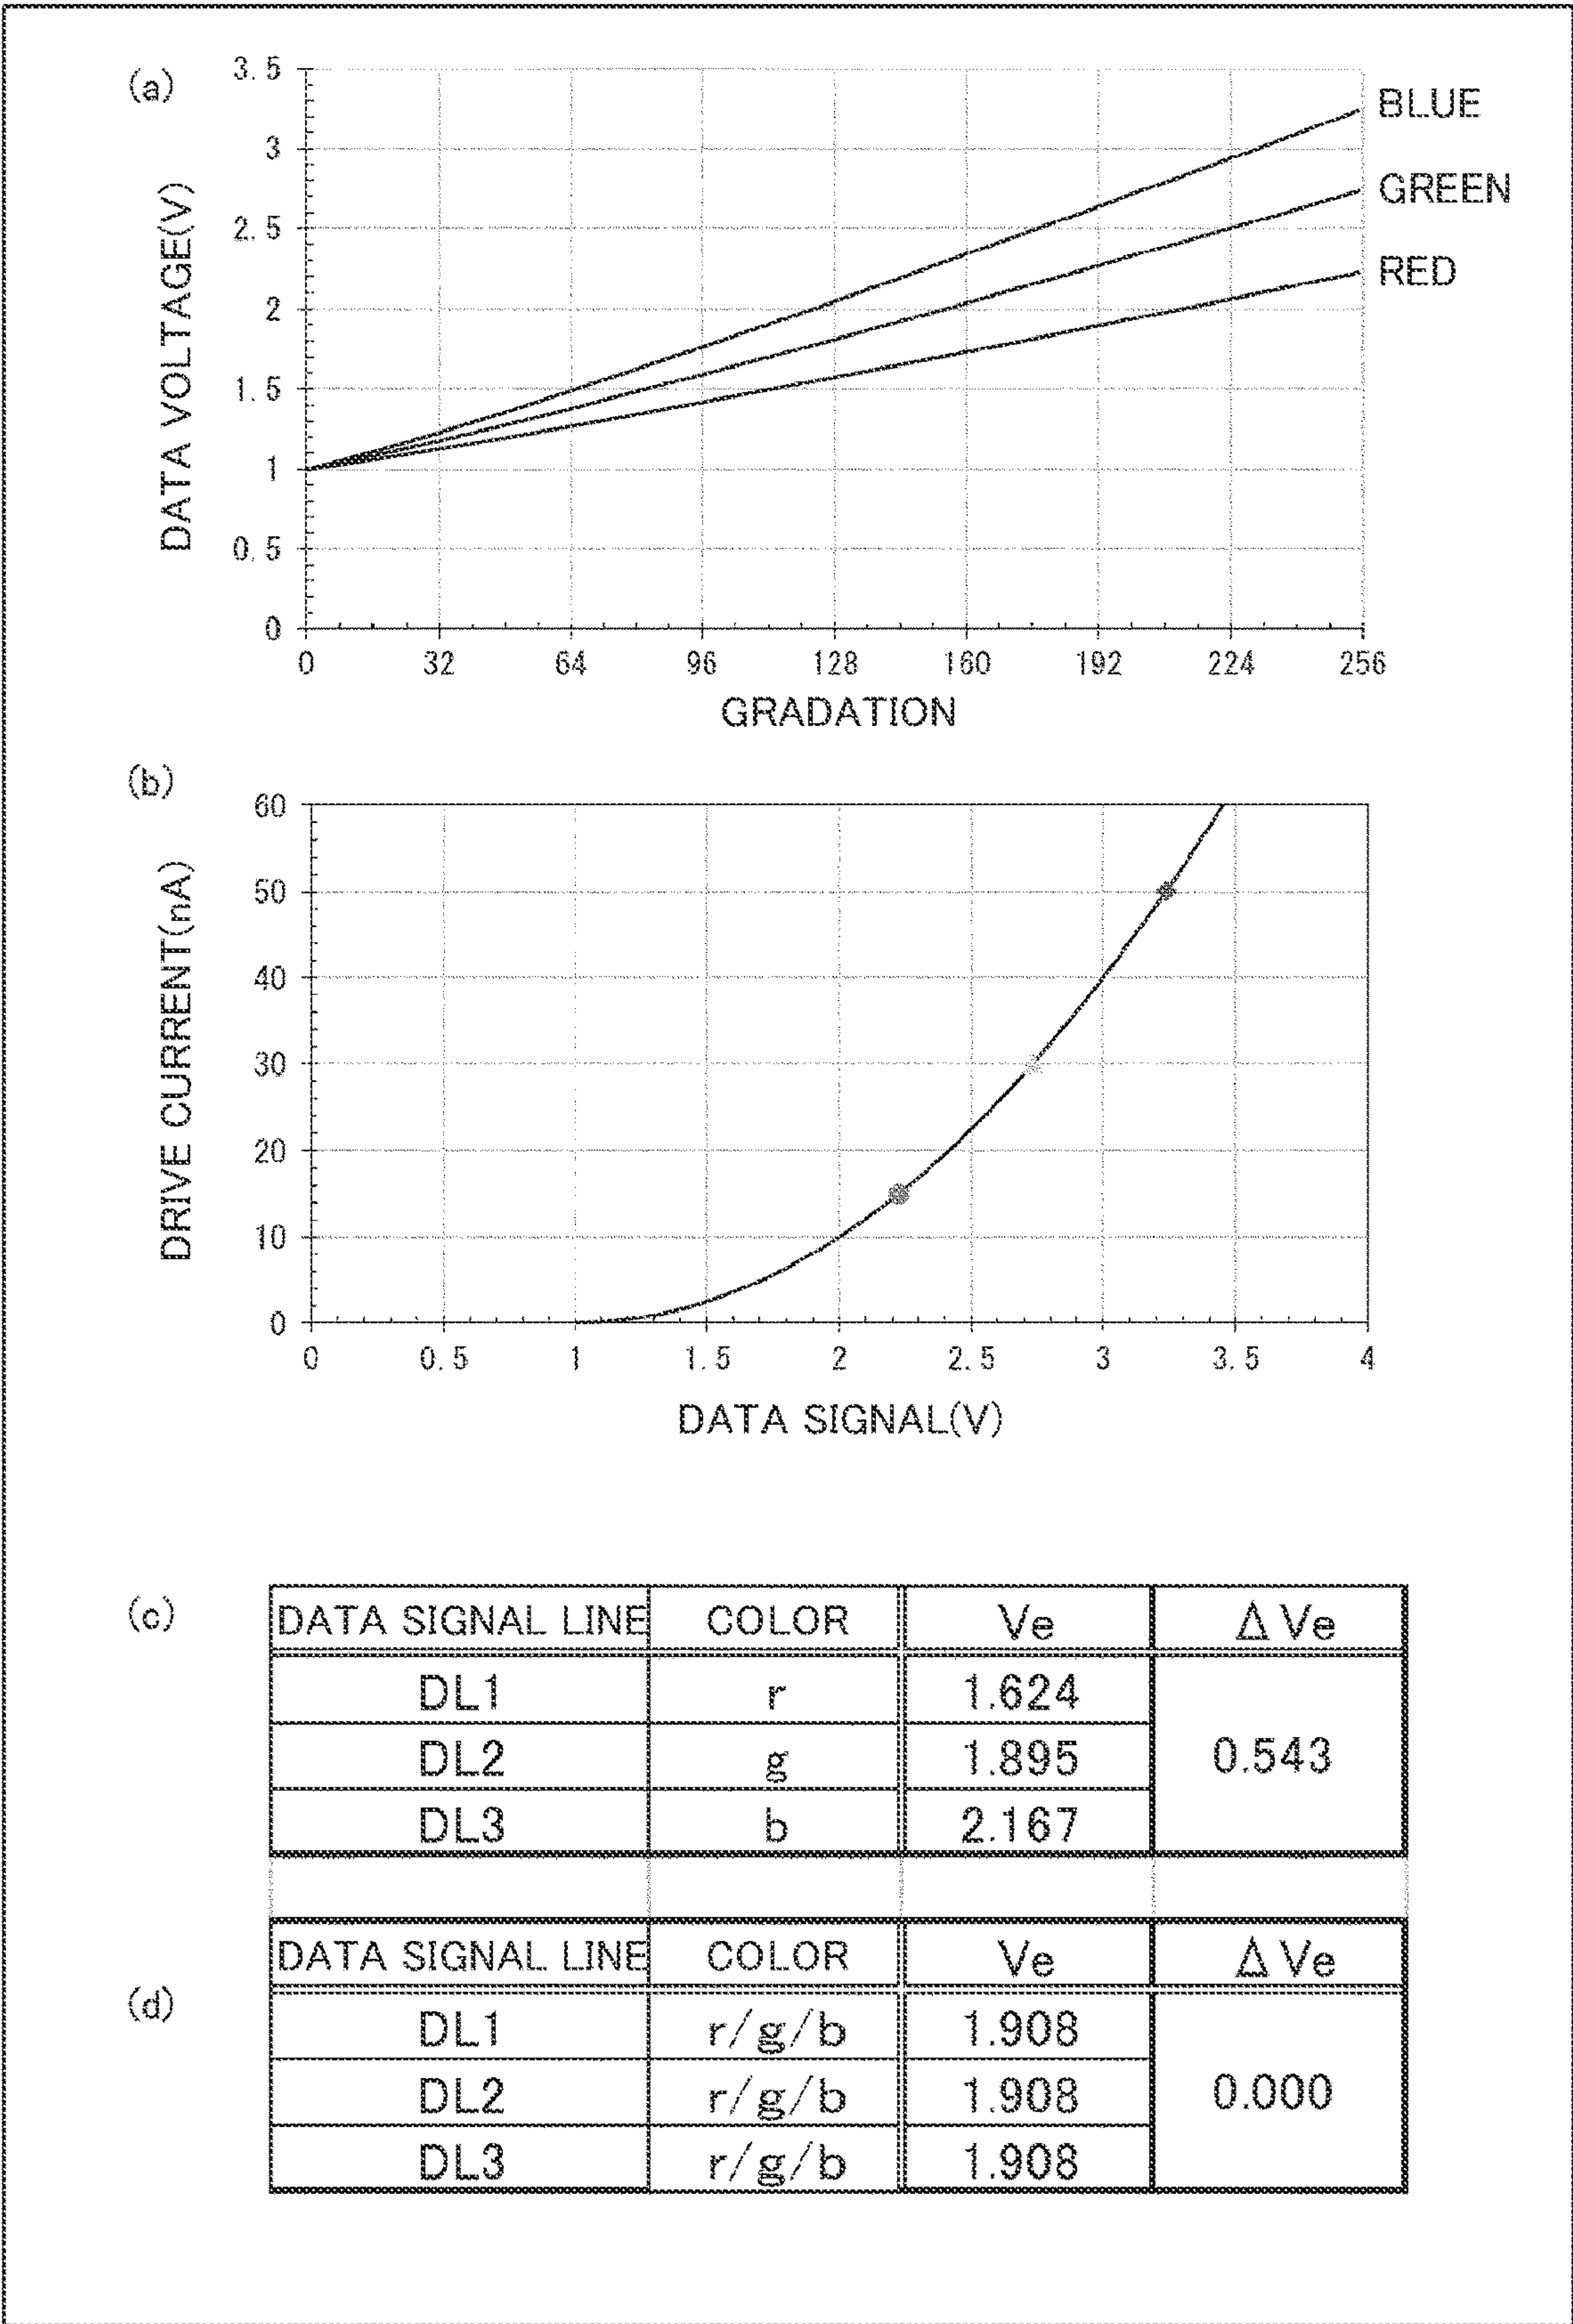 (a)
3.5
3
2.5
2
1.5
1
0.5
0
DATA VOLTAGE(V)
BLUE
GREEN
RED
0 32 64 96 128 160 192 224 256
GRADATION
(b)
60
50
40
30
20
10
0
DRIVE CURRENT(nA)
0 0.5 1 1.5 2 2.5 3 3.5 4
DATA SIGNAL(V)
(c)
DATA SIGNAL LINE COLOR Ve Δ Ve
DL1 r 1.624
DL2 g 1.895 0.543
DL3 b 2.167
(d)
DATA SIGNAL LINE COLOR Ve Δ Ve
DL1 r/g/b 1.908
DL2 r/g/b 1.908 0.000
DL3 r/g/b 1.908